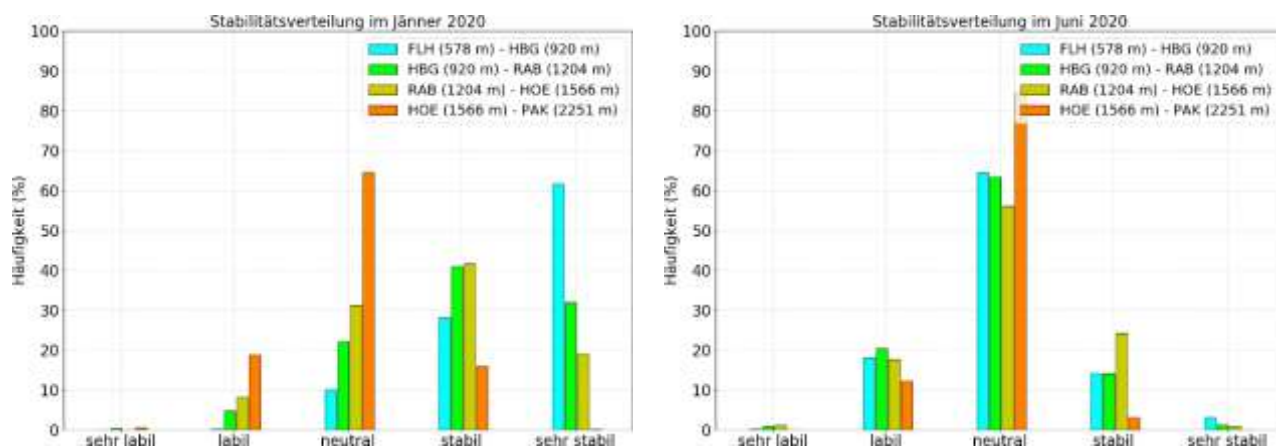 Stabilitätsverteilung im Jänner 2020
100
90
80
70
60
50
40
30
20
10
0
Häufigkeit (%)
FLH (578 m) - HBG (920 m)
HBG (920 m) - RAB (1204 m)
RAB (1204 m) - HOE (1566 m)
HOE (1566 m) - PAK (2251 m)
sehr labil labil neutral stabil sehr stabil
Stabilitätsverteilung im Juni 2020
100
90
80
70
60
50
40
30
20
10
0
Häufigkeit (%)
FLH (578 m) - HBG (920 m)
HBG (920 m) - RAB (1204 m)
RAB (1204 m) - HOE (1566 m)
HOE (1566 m) - PAK (2251 m)
sehr labil labil neutral stabil sehr stabil